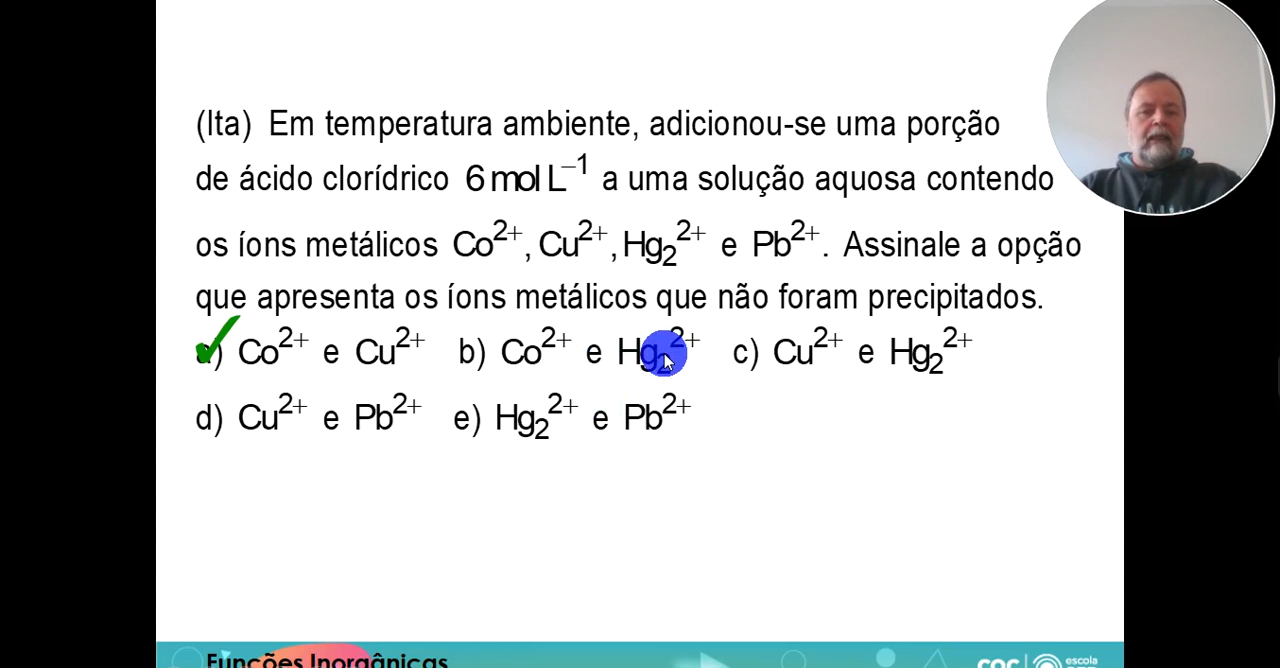 (Ita) Em temperatura ambiente, adicionou-se uma porção
de ácido clorídrico 6 mol L⁻¹ a uma solução aquosa contendo
os íons metálicos Co²⁺, Cu²⁺, Hg₂²⁺ e Pb²⁺. Assinale a opção
que apresenta os íons metálicos que não foram precipitados.
a) Co²⁺ e Cu²⁺ b) Co²⁺ e Hg₂²⁺ c) Cu²⁺ e Hg₂²⁺
d) Cu²⁺ e Pb²⁺ e) Hg₂²⁺ e Pb²⁺
Funções Inorgânicas
escola